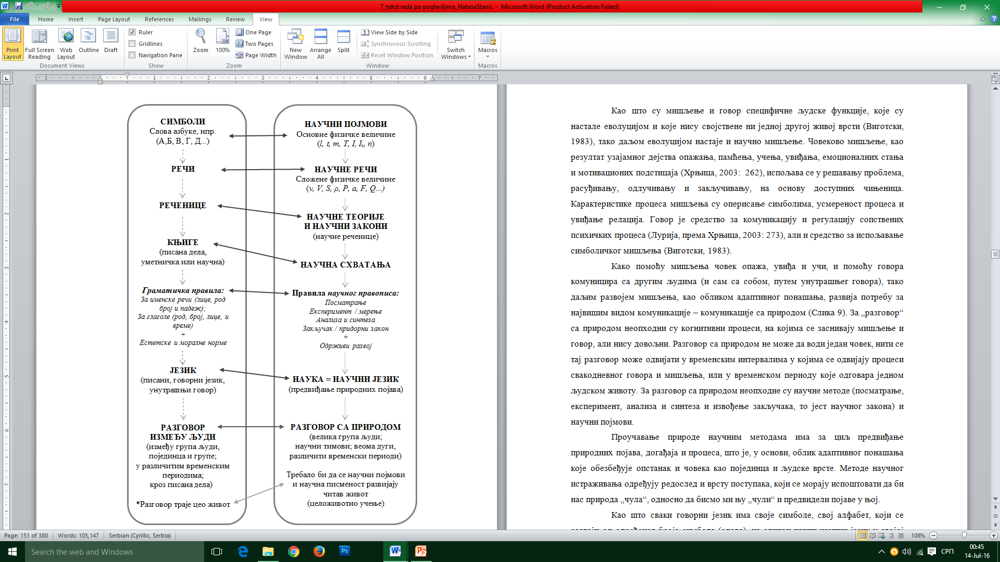 7_tekst rada po poglavljima_NatasaStanic - Microsoft Word (Product Activation Failed)
File Home Insert Page Layout References Mailings Review View
Print Layout
Full Screen Reading
Web Layout
Outline
Draft
Document Views
Ruler
Gridlines
Navigation Pane
Show
Zoom
100%
One Page
Two Pages
Page Width
Zoom
New Window
Arrange All
Split
View Side by Side
Synchronous Scrolling
Reset Window Position
Window
Switch Windows
Macros
Macros
1 1 2 3 4 5 6 7
СИМБОЛИ
Слова азбуке, нпр.
(А,Б, В, Г, Д...)
РЕЧИ
РЕЧЕНИЦЕ
КЊИГЕ
(писана дела,
уметничка или научна)
Граматичка правила:
За именске речи (лице, род
број и падеж);
За глаголе (род, број, лице, и
време)
+
Естетске и моралне норме
ЈЕЗИК
(писани, говорни језик,
унутрашњи говор)
РАЗГОВОР
ИЗМЕЂУ ЉУДИ
(између група људи,
појединца и групе;
у различитим временским
периодима;
кроз писана дела)
*Разговор траје цео живот
НАУЧНИ ПОЈМОВИ
Основне физичке величине
(l, t, m, T, I, Iᵥ, n)
НАУЧНЕ РЕЧИ
Сложене физичке величине
(v, V, S, ρ, P, a, F, Q...)
НАУЧНЕ ТЕОРИЈЕ
И НАУЧНИ ЗАКОНИ
(научне реченице)
НАУЧНА СХВАТАЊА
Правила научног правописа:
Посматрање
Експеримент / мерење
Анализа и синтеза
Закључак / придорни закон
+
Одрживи развој
НАУКА = НАУЧНИ ЈЕЗИК
(предвиђање природних појава)
РАЗГОВОР СА ПРИРОДОМ
(велика група људи;
научни тимови; веома дуги,
различити временски периоди)
Требало би да се научни појмови
и научна писменост развијају
читав живот
(целоживотно учење)
Као што су мишљење и говор специфичне људске функције, које су
настале еволуцијом и које нису својствене ни једној другој живој врсти (Виготски,
1983), тако даљом еволуцијом настаје и научно мишљење. Човеково мишљење, као
резултат узајамног дејства опажања, памћења, учења, увиђања, емоционалних стања
и мотивационих подстицаја (Хрњица, 2003: 262), испољава се у решавању проблема,
расуђивању, одлучивању и закључивању, на основу доступних чињеница.
Карактеристике процеса мишљења су оперисање симболима, усмереност процеса и
увиђање релација. Говор је средство за комуникацију и регулацију сопствених
психичких процеса (Лурија, према Хрњица, 2003: 273), али и средство за испољавање
симболичког мишљења (Виготски, 1983).
Како помоћу мишљења човек опажа, увиђа и учи, и помоћу говора
комуницира са другим људима (и сам са собом, путем унутрашњег говора), тако
даљим развојем мишљења, као обликом адаптивног понашања, развија потребу за
највишим видом комуникације – комуникације са природом (Слика 9). За „разговор“
са природом неопходни су когнитивни процеси, на којима се заснивају мишљење и
говор, али нису довољни. Разговор са природом не може да води један човек, нити се
тај разговор може одвијати у временским интервалима у којима се одвијају процеси
свакодневног говора и мишљења, или у временском периоду које одговара једном
људском животу. За разговор са природом неопходне су научне методе (посматрање,
експеримент, анализа и синтеза и извођење закључака, то јест научног закона) и
научни појмови.
Проучавање природе научним методама има за циљ предвиђање
природних појава, догађаја и процеса, што је, у основи, облик адаптивног понашања
које обезбеђује опстанак и човека као појединца и људске врсте. Методе научног
истраживања одређују редослед и врсту поступака, који се морају испоштовати да би
нас природа „чула“, односно да бисмо ми њу „чули“ и предвидели појаве у њој.
Као што сваки говорни језик има своје симболе, свој алфабет, који се
Page: 151 of 380 Words: 105,147 Serbian (Cyrillic, Serbia) 108%
Search the web and Windows
СРП
00:45
14-Jul-16